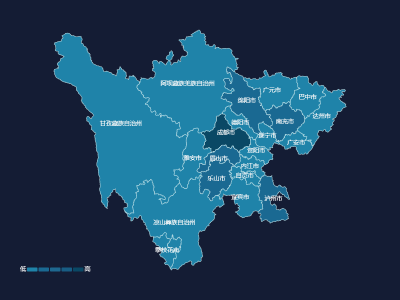 阿坝藏族羌族自治州
广元市
巴中市
绵阳市
达州市
甘孜藏族自治州
德阳市
南充市
成都市
遂宁市
广安市
资阳市
雅安市
眉山市
内江市
乐山市
自贡市
宜宾市
泸州市
凉山彝族自治州
攀枝花市
低
高